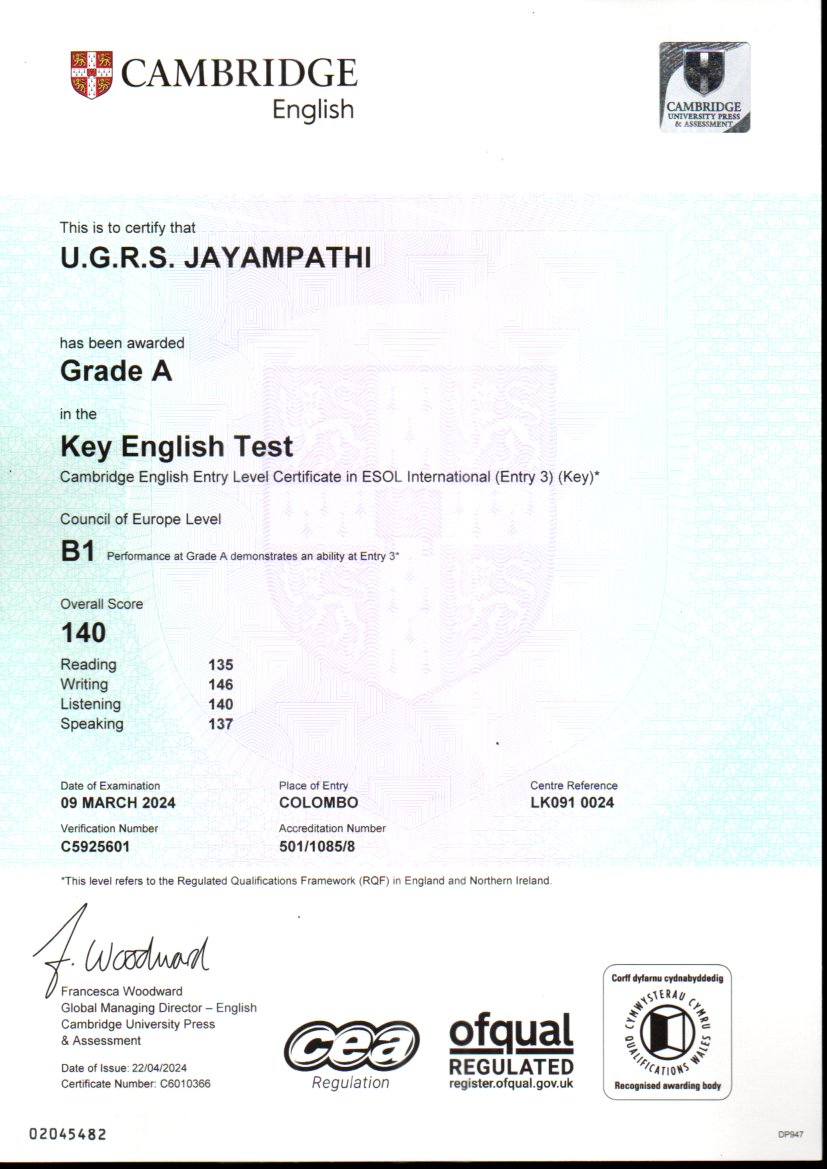 CAMBRIDGE
English
CAMBRIDGE
UNIVERSITY PRESS
& ASSESSMENT
This is to certify that
U.G.R.S. JAYAMPATHI
has been awarded
Grade A
in the
Key English Test
Cambridge English Entry Level Certificate in ESOL International (Entry 3) (Key)*
Council of Europe Level
B1 Performance at Grade A demonstrates an ability at Entry 3*
Overall Score
140
Reading 135
Writing 146
Listening 140
Speaking 137
Date of Examination Place of Entry Centre Reference
09 MARCH 2024 COLOMBO LK091 0024
Verification Number Accreditation Number
C5925601 501/1085/8
*This level refers to the Regulated Qualifications Framework (RQF) in England and Northern Ireland.
F. Woodward
Francesca Woodward
Global Managing Director – English
Cambridge University Press
& Assessment
Date of Issue: 22/04/2024
Certificate Number: C6010366
cea
Regulation
ofqual
REGULATED
register.ofqual.gov.uk
Corff dyfarnu cydnabyddedig
CYMWYSTERAU CYMRU
QUALIFICATIONS WALES
Recognised awarding body
02045482
DP947